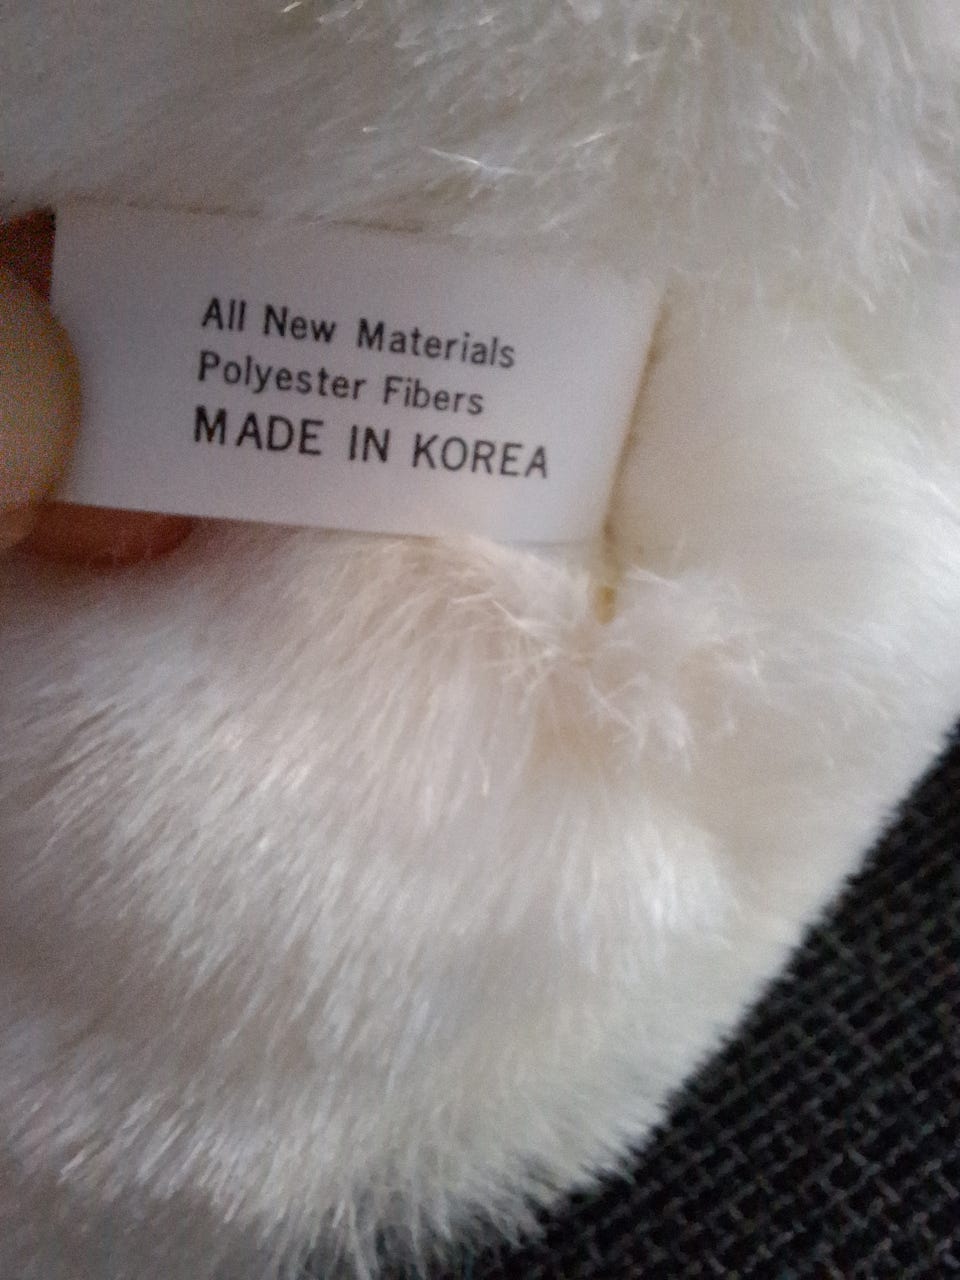 All New Materials
Polyester Fibers
MADE IN KOREA